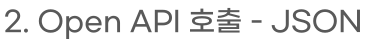 2. Open API 호출 - JSON